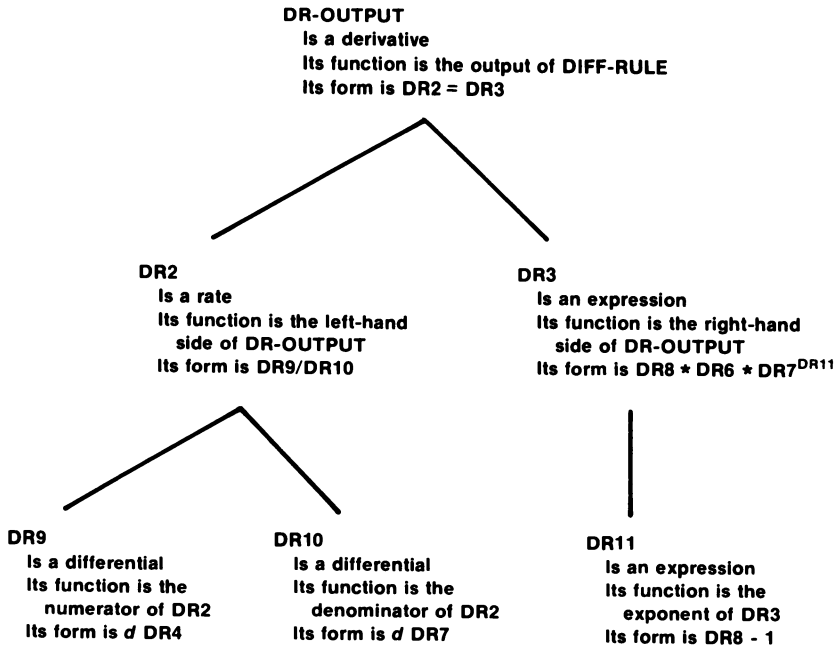 DR-OUTPUT
Is a derivative
Its function is the output of DIFF-RULE
Its form is DR2 = DR3
DR2
Is a rate
Its function is the left-hand
side of DR-OUTPUT
Its form is DR9/DR10
DR3
Is an expression
Its function is the right-hand
side of DR-OUTPUT
Its form is DR8 * DR6 * DR7^DR11
DR9
Is a differential
Its function is the
numerator of DR2
Its form is d DR4
DR10
Is a differential
Its function is the
denominator of DR2
Its form is d DR7
DR11
Is an expression
Its function is the
exponent of DR3
Its form is DR8 - 1